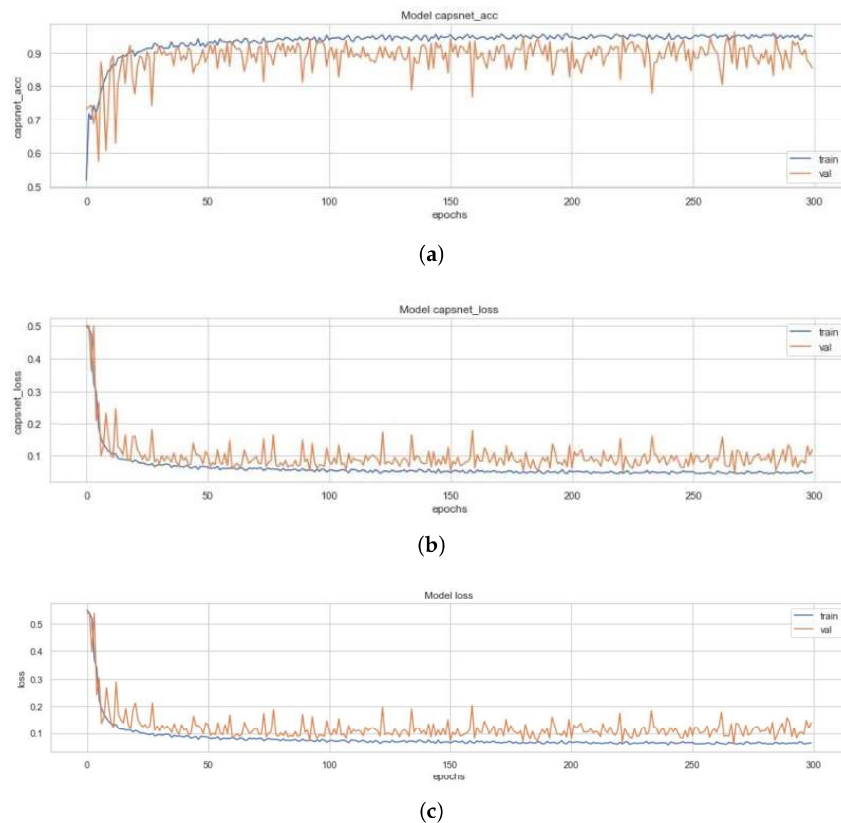 Model capsnet_acc
capsnet_acc
0.9
0.8
0.7
0.6
0.5
train
val
0 50 100 150 200 250 300
epochs
(a)
Model capsnet_loss
capsnet_loss
0.5
0.4
0.3
0.2
0.1
train
val
0 50 100 150 200 250 300
epochs
(b)
Model loss
loss
0.5
0.4
0.3
0.2
0.1
train
val
0 50 100 150 200 250 300
epochs
(c)